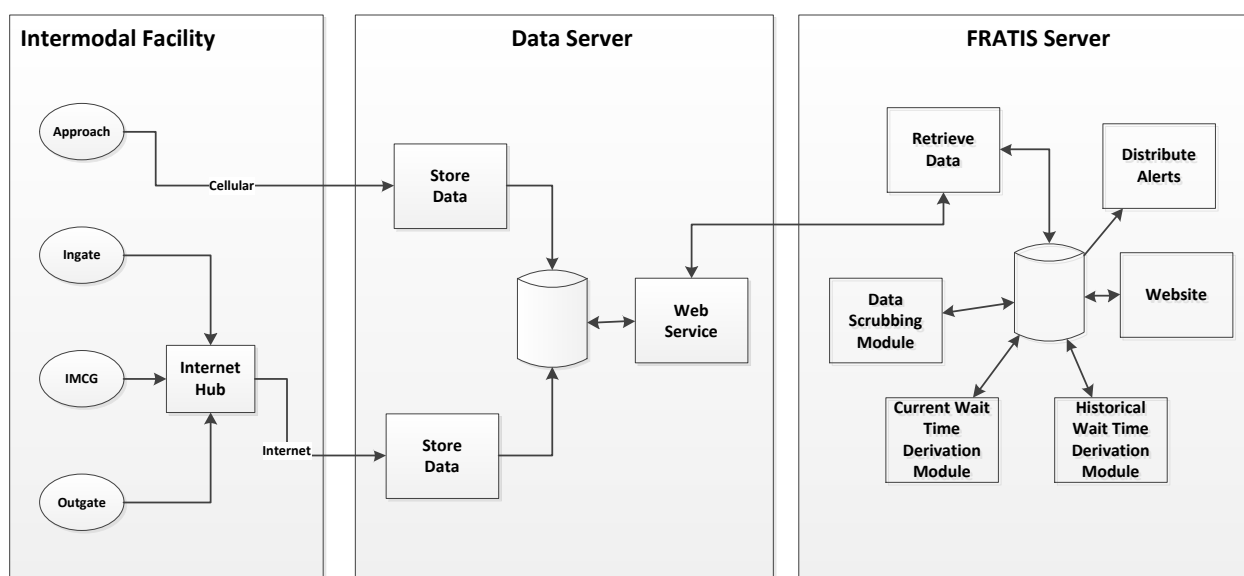 Intermodal Facility
Approach
Cellular
Ingate
IMCG
Internet
Hub
Internet
Outgate
Data Server
Store
Data
Web
Service
Store
Data
FRATIS Server
Retrieve
Data
Distribute
Alerts
Data
Scrubbing
Module
Website
Current Wait
Time
Derivation
Module
Historical
Wait Time
Derivation
Module